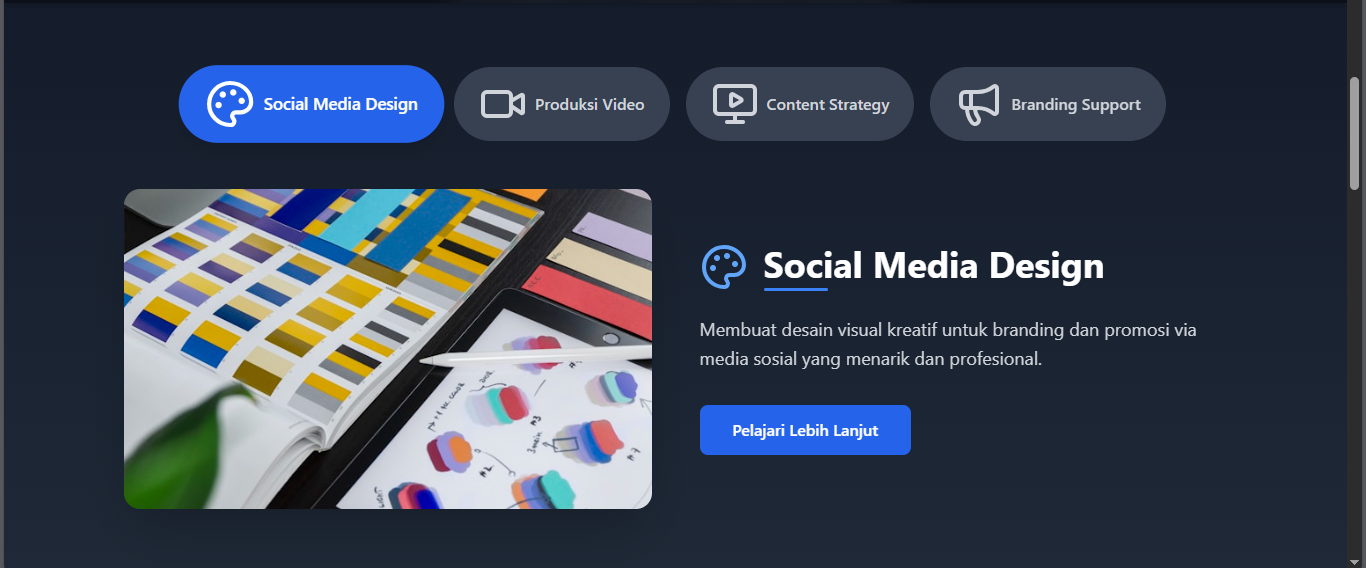 Social Media Design
Produksi Video
Content Strategy
Branding Support
Social Media Design
Membuat desain visual kreatif untuk branding dan promosi via
media sosial yang menarik dan profesional.
Pelajari Lebih Lanjut